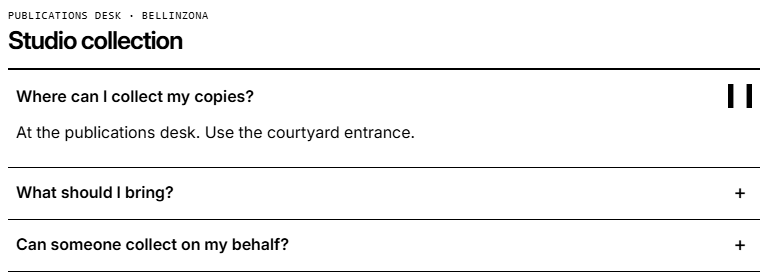 PUBLICATIONS DESK · BELLINZONA
Studio collection
Where can I collect my copies?
At the publications desk. Use the courtyard entrance.
What should I bring? +
Can someone collect on my behalf? +